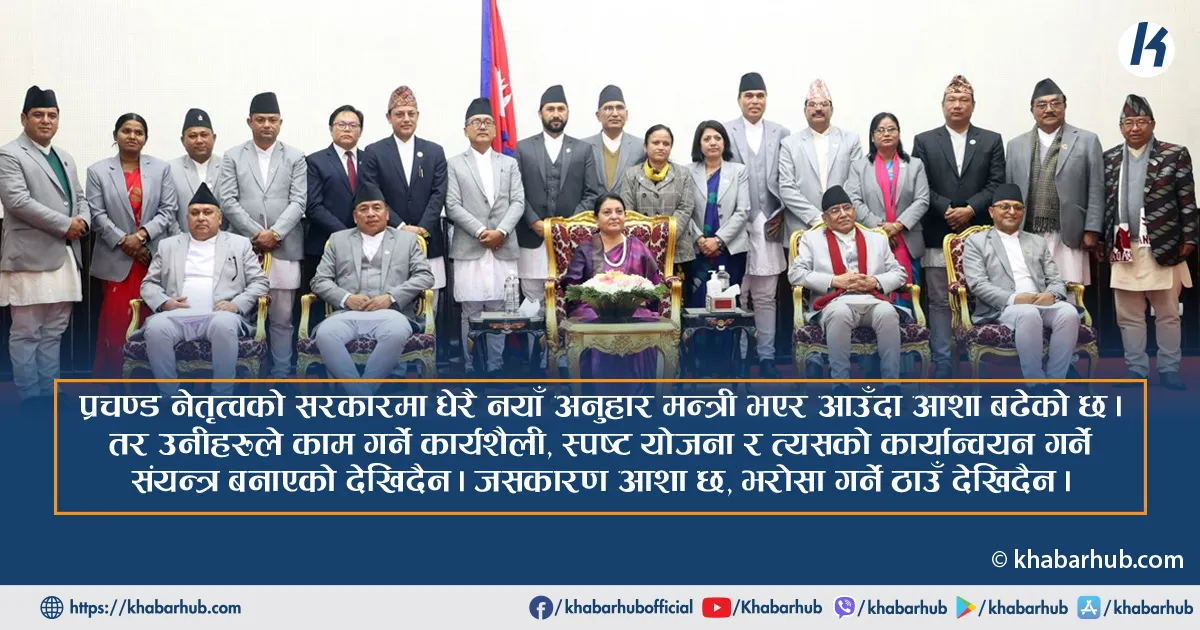 K
प्रचण्ड नेतृत्वको सरकारमा धेरै नयाँ अनुहार मन्त्री भएर आउँदा आशा बढेको छ।
तर उनीहरुले काम गर्ने कार्यशैली, स्पष्ट योजना र त्यसको कार्यान्वयन गर्ने
संयन्त्र बनाएको देखिदैन। जसकारण आशा छ, भरोसा गर्ने ठाउँ देखिदैन।
© khabarhub.com
https://khabarhub.com /khabarhubofficial /Khabarhub /khabarhub /khabarhub /khabarhub